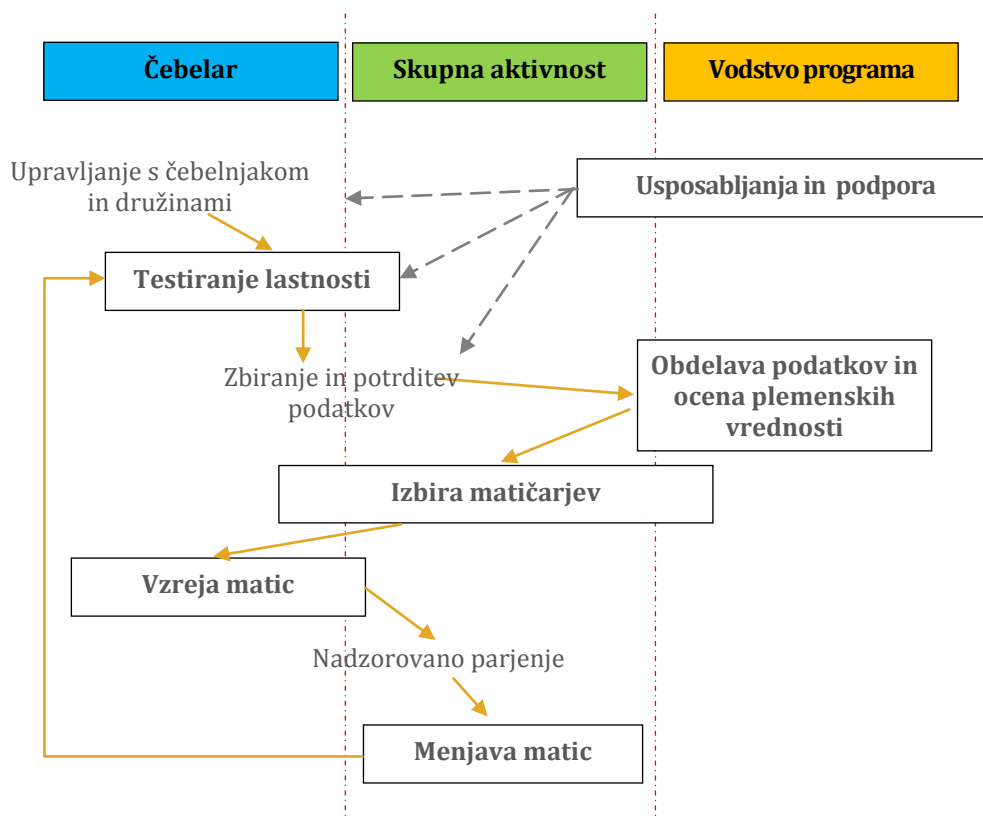 Čebelar
Skupna aktivnost
Vodstvo programa
Upravljanje s čebelnjakom
in družinami
Usposabljanja in podpora
Testiranje lastnosti
Zbiranje in potrditev
podatkov
Obdelava podatkov in
ocena plemenskih
vrednosti
Izbira matičarjev
Vzreja matic
Nadzorovano parjenje
Menjava matic